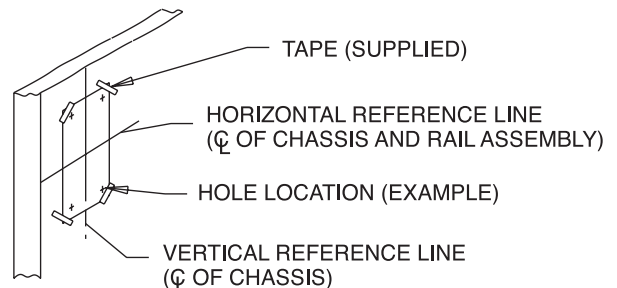 TAPE (SUPPLIED)
HORIZONTAL REFERENCE LINE
(℄ OF CHASSIS AND RAIL ASSEMBLY)
HOLE LOCATION (EXAMPLE)
VERTICAL REFERENCE LINE
(℄ OF CHASSIS)